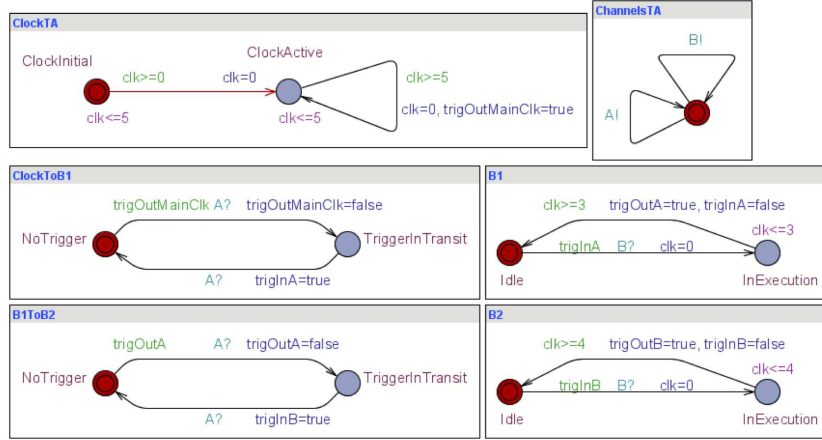 ClockTA
ClockInitial
clk>=0
clk=0
ClockActive
clk>=5
clk=0, trigOutMainClk=true
clk<=5
clk<=5
ChannelsTA
B!
A!
ClockToB1
trigOutMainClk A? trigOutMainClk=false
NoTrigger
TriggerInTransit
A? trigInA=true
B1
clk>=3 trigOutA=true, trigInA=false
clk<=3
trigInA B? clk=0
Idle
InExecution
B1ToB2
trigOutA A? trigOutA=false
NoTrigger
TriggerInTransit
A? trigInB=true
B2
clk>=4 trigOutB=true, trigInB=false
clk<=4
trigInB B? clk=0
Idle
InExecution